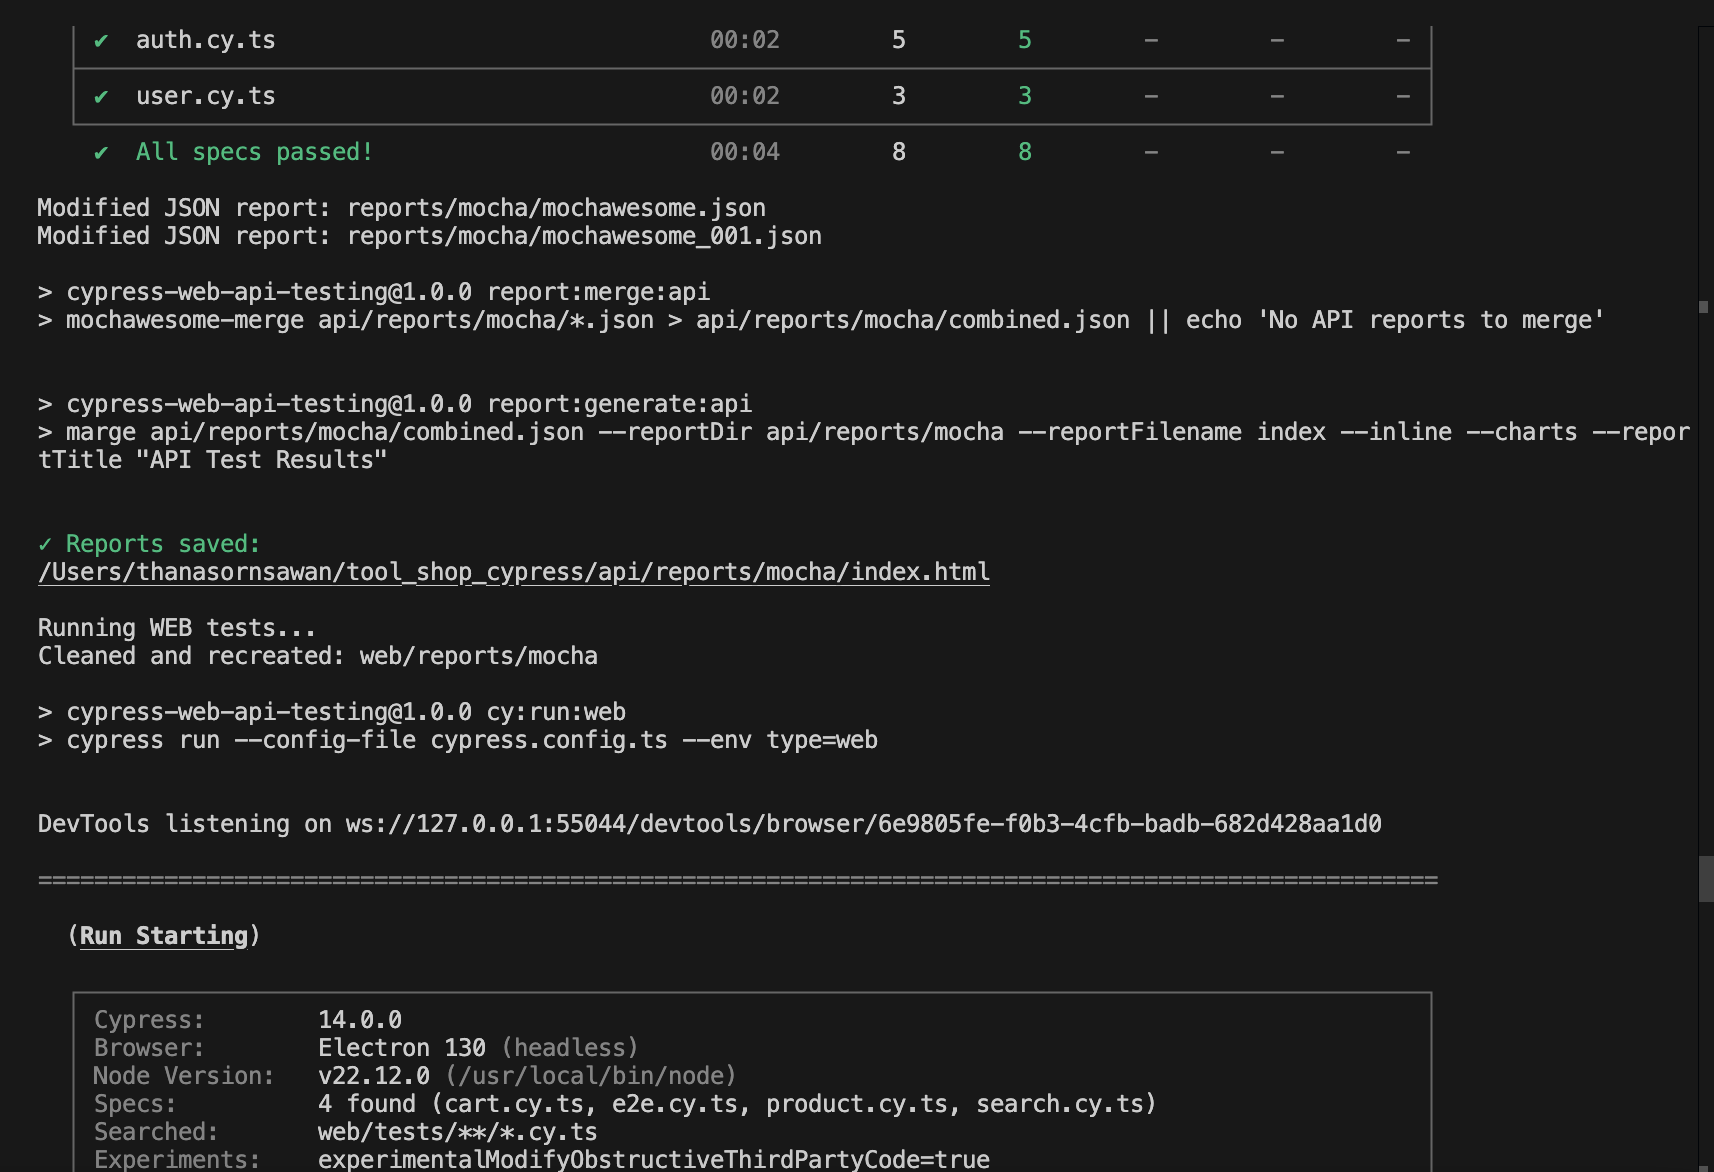 ✔ auth.cy.ts 00:02 5 5 – – –
✔ user.cy.ts 00:02 3 3 – – –
✔ All specs passed! 00:04 8 8 – – –
Modified JSON report: reports/mocha/mochawesome.json
Modified JSON report: reports/mocha/mochawesome_001.json
> cypress-web-api-testing@1.0.0 report:merge:api
> mochawesome-merge api/reports/mocha/*.json > api/reports/mocha/combined.json || echo 'No API reports to merge'
> cypress-web-api-testing@1.0.0 report:generate:api
> marge api/reports/mocha/combined.json --reportDir api/reports/mocha --reportFilename index --inline --charts --repor
tTitle "API Test Results"
✓ Reports saved:
/Users/thanasornsawan/tool_shop_cypress/api/reports/mocha/index.html
Running WEB tests...
Cleaned and recreated: web/reports/mocha
> cypress-web-api-testing@1.0.0 cy:run:web
> cypress run --config-file cypress.config.ts --env type=web
DevTools listening on ws://127.0.0.1:55044/devtools/browser/6e9805fe-f0b3-4cfb-badb-682d428aa1d0
====================================================================================================
(Run Starting)
Cypress: 14.0.0
Browser: Electron 130 (headless)
Node Version: v22.12.0 (/usr/local/bin/node)
Specs: 4 found (cart.cy.ts, e2e.cy.ts, product.cy.ts, search.cy.ts)
Searched: web/tests/**/*.cy.ts
Experiments: experimentalModifyObstructiveThirdPartyCode=true